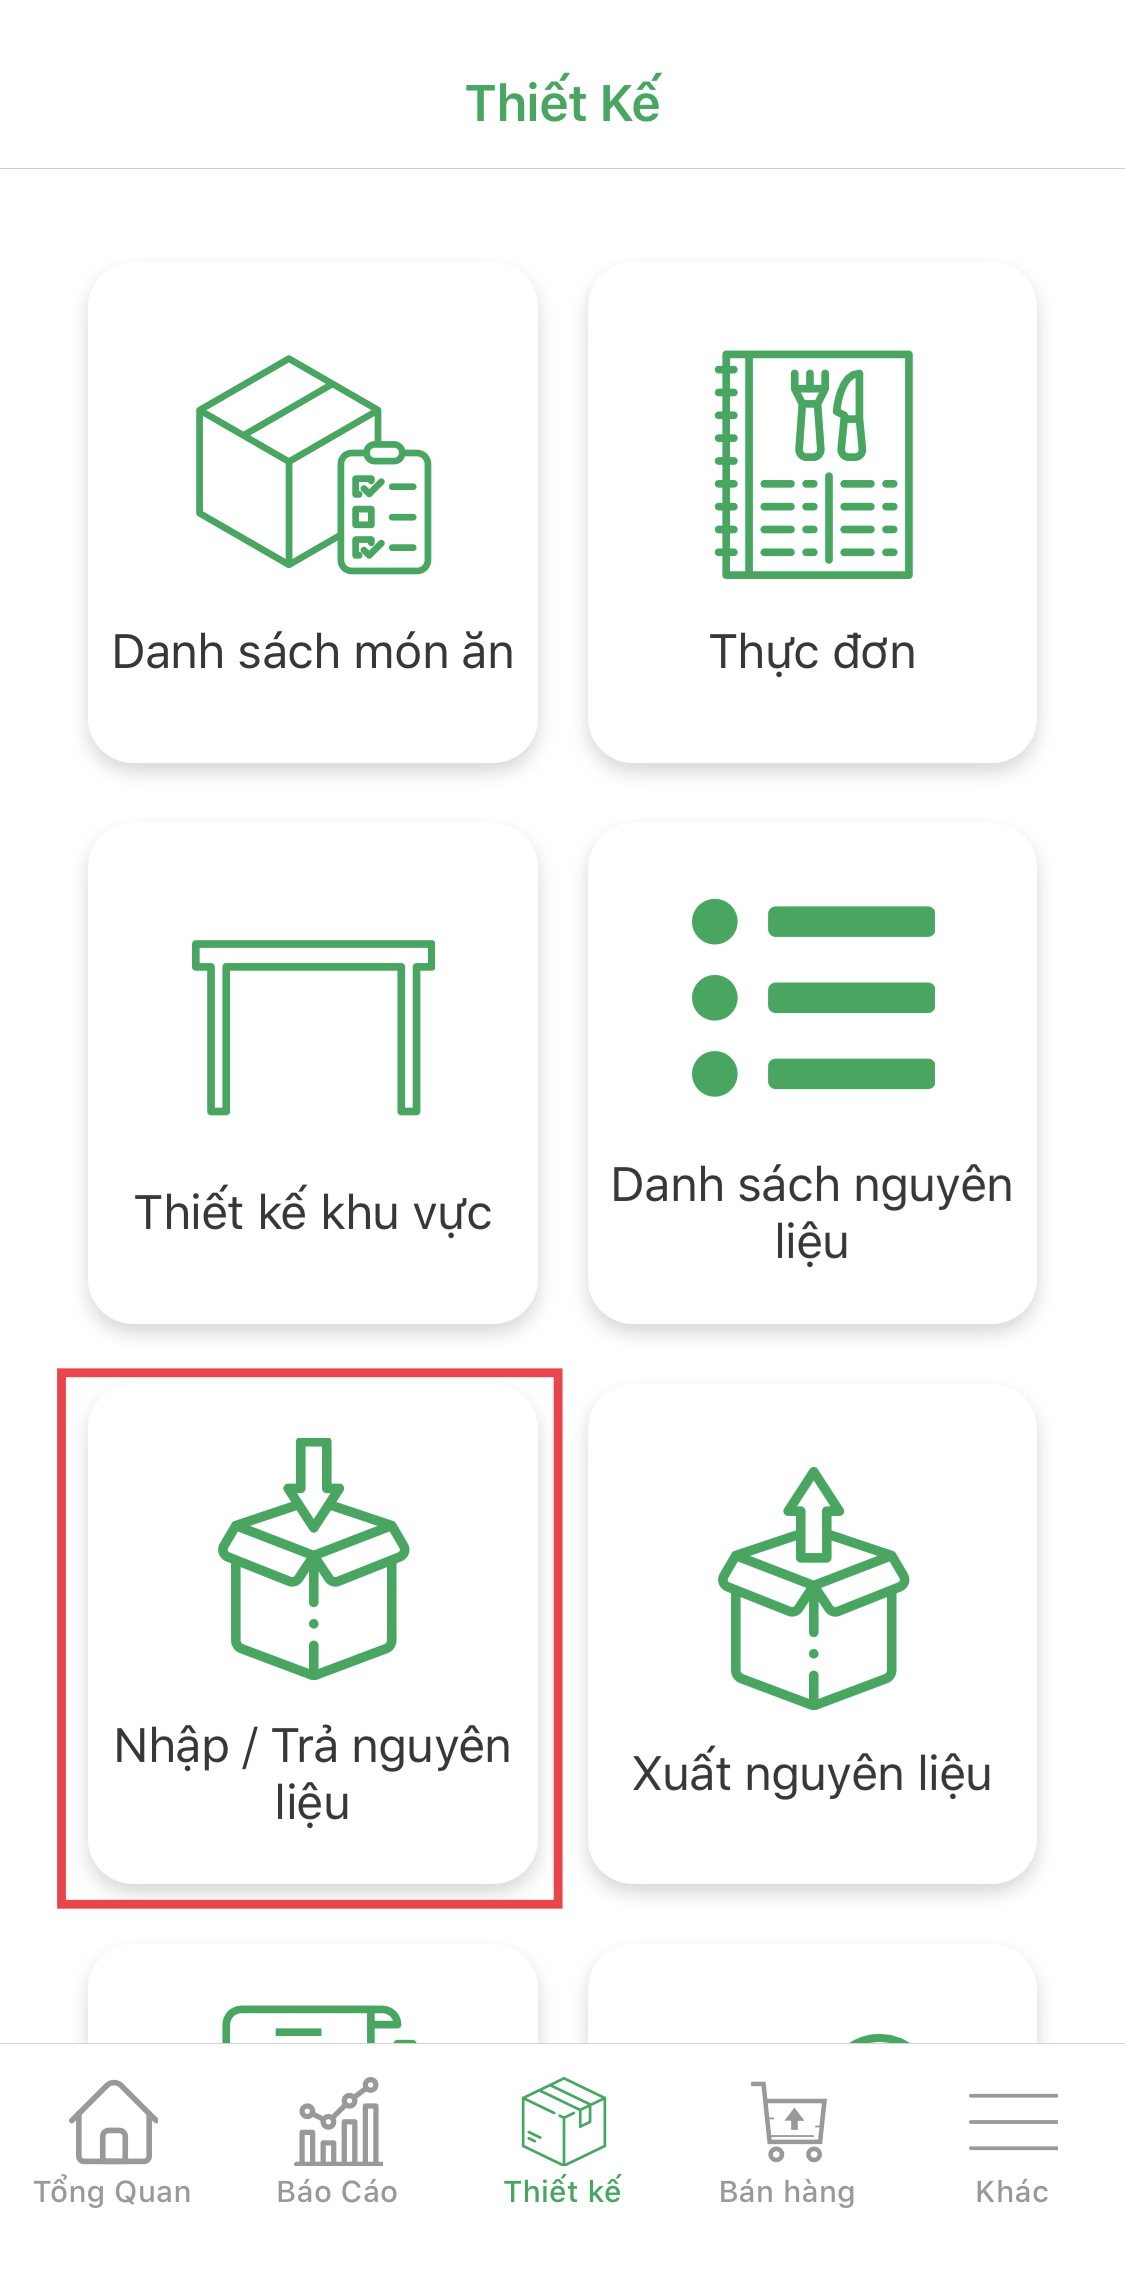 Thiết Kế
Danh sách món ăn
Thực đơn
Thiết kế khu vực
Danh sách nguyên
liệu
Nhập / Trả nguyên
liệu
Xuất nguyên liệu
Tổng Quan
Báo Cáo
Thiết kế
Bán hàng
Khác